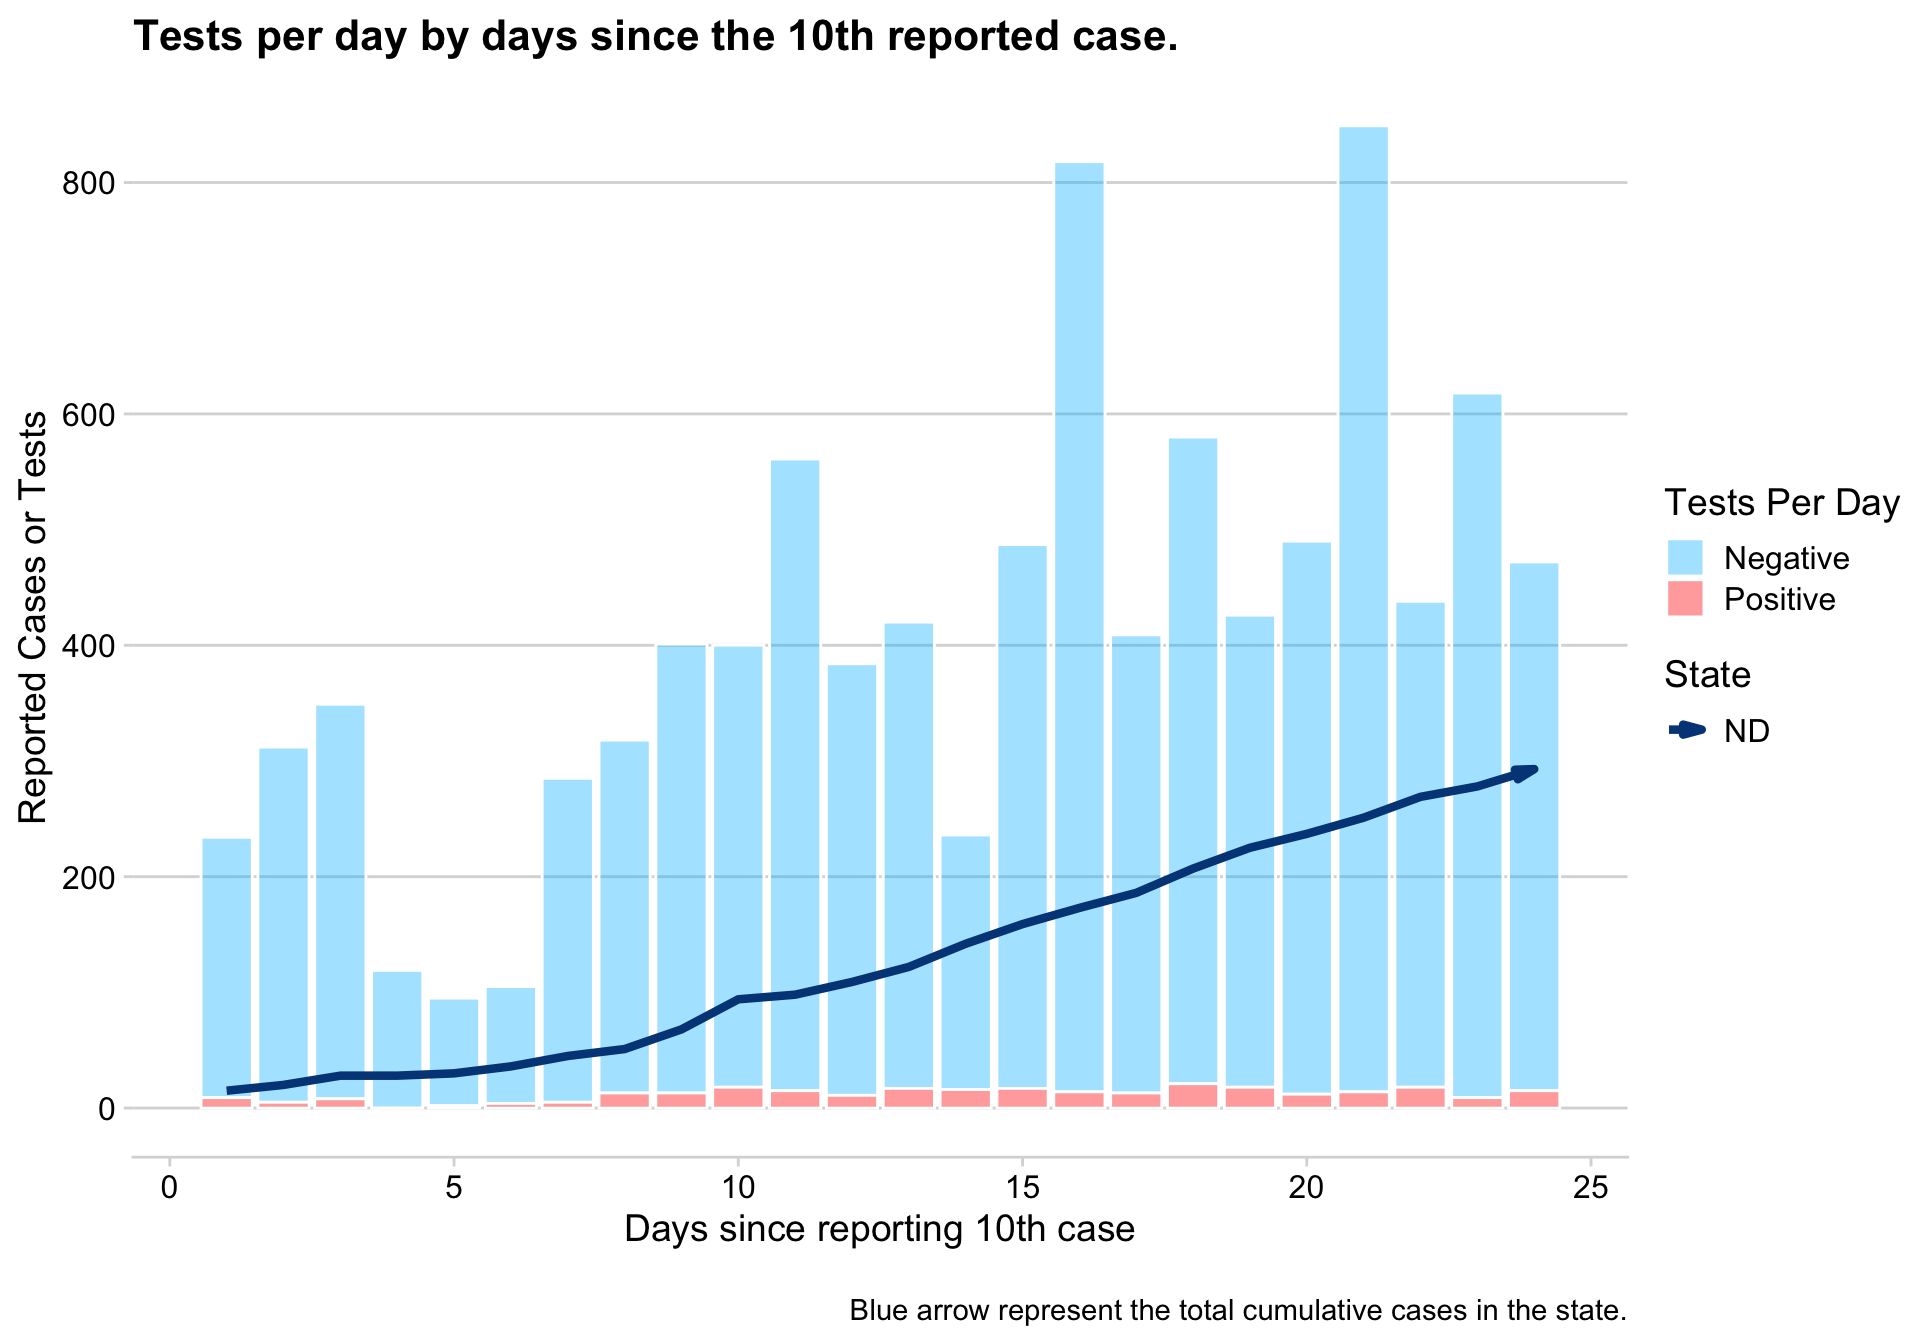 Tests per day by days since the 10th reported case.
Reported Cases or Tests
800
600
400
200
0
0 5 10 15 20 25
Days since reporting 10th case
Tests Per Day
Negative
Positive
State
ND
Blue arrow represent the total cumulative cases in the state.